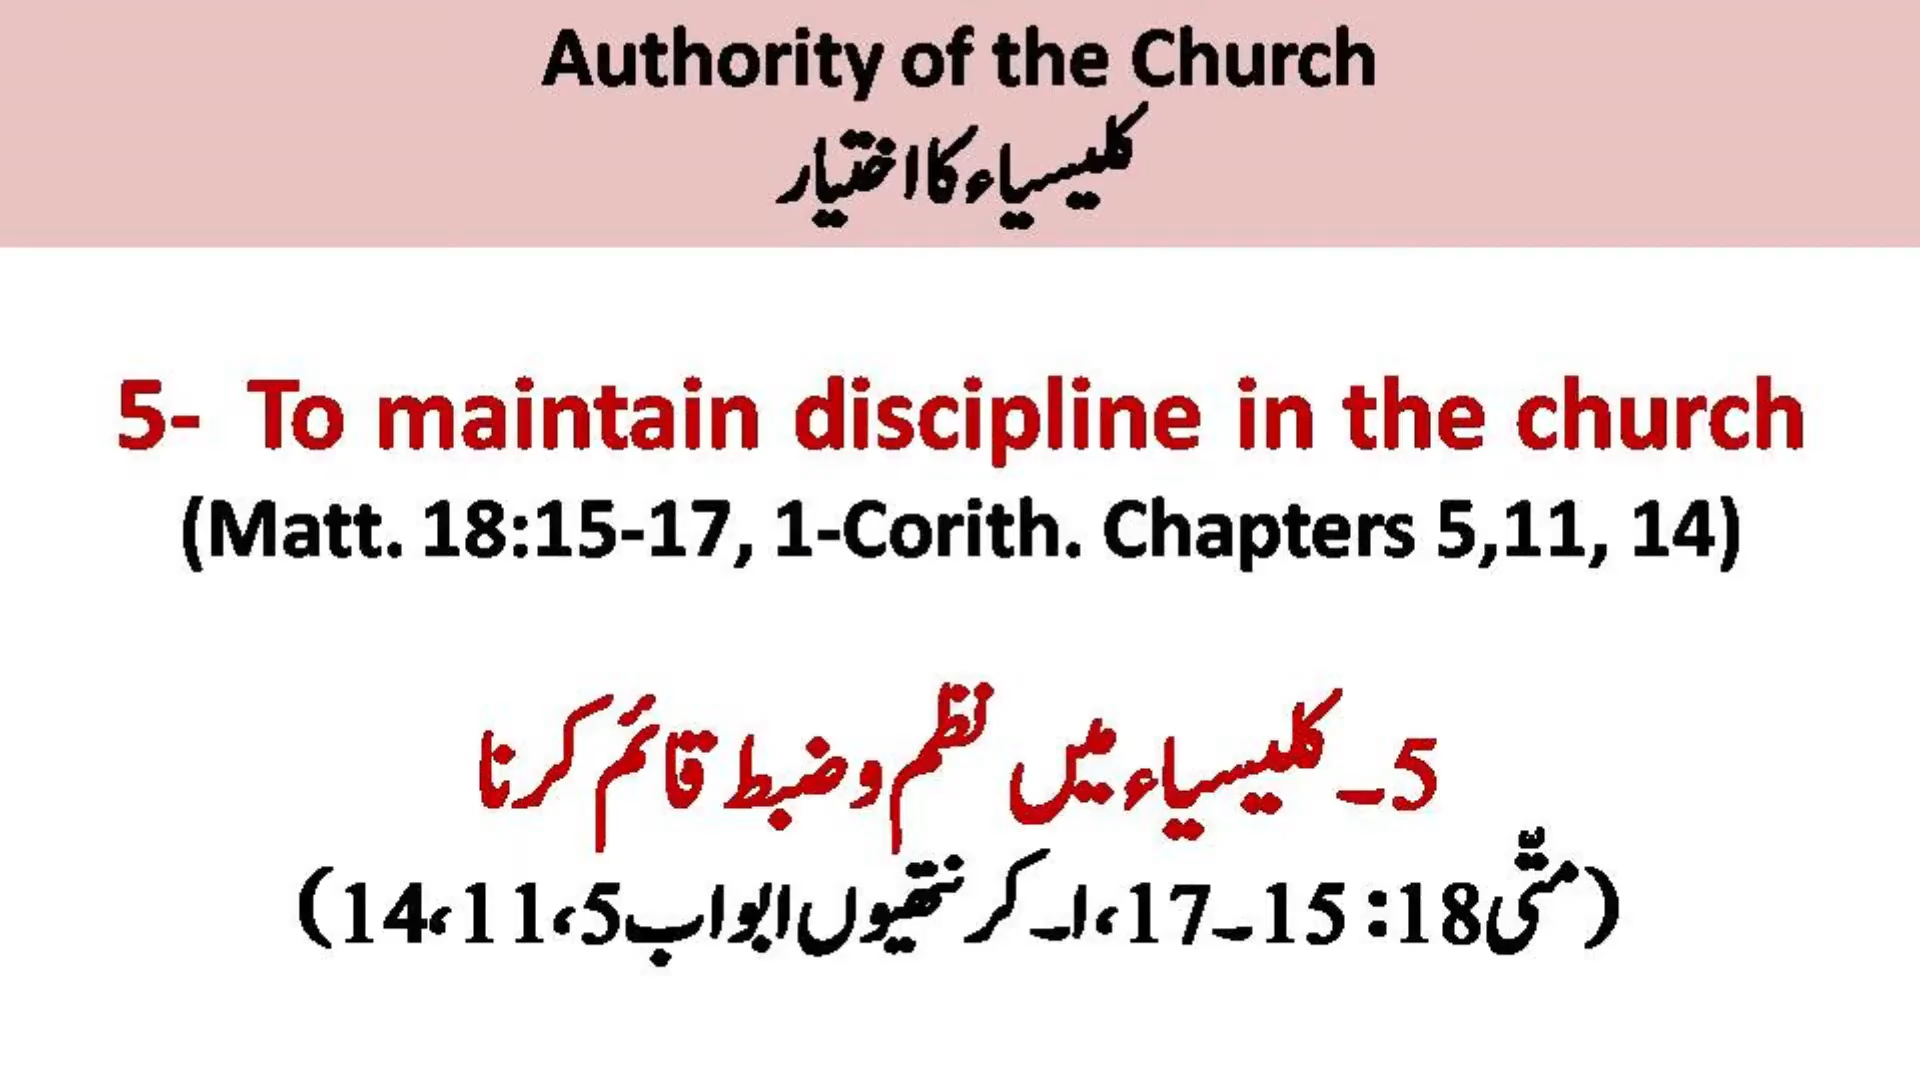 Authority of the Church
کلیسیاء کا اختیار
5- To maintain discipline in the church
(Matt. 18:15-17, 1-Corith. Chapters 5,11, 14)
5۔ کلیسیاء میں نظم و ضبط قائم کرنا
(متّی 18: 15۔17، ا۔ کرنتھیوں ابواب 5، 11، 14)